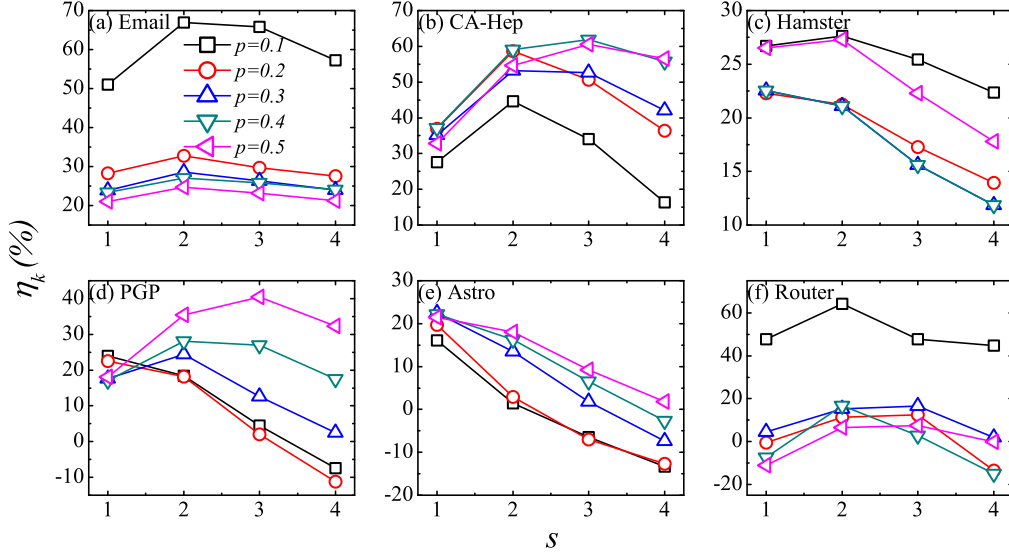 (a) Email
70
65
60
55
50
40
30
20
1 2 3 4
p=0.1
p=0.2
p=0.3
p=0.4
p=0.5
(b) CA-Hep
70
60
50
40
30
20
10
1 2 3 4
(c) Hamster
30
25
20
15
10
1 2 3 4
η_k (%)
(d) PGP
40
30
20
10
0
-10
1 2 3 4
(e) Astro
30
20
10
0
-10
-20
1 2 3 4
(f) Router
60
40
20
0
-20
1 2 3 4
s